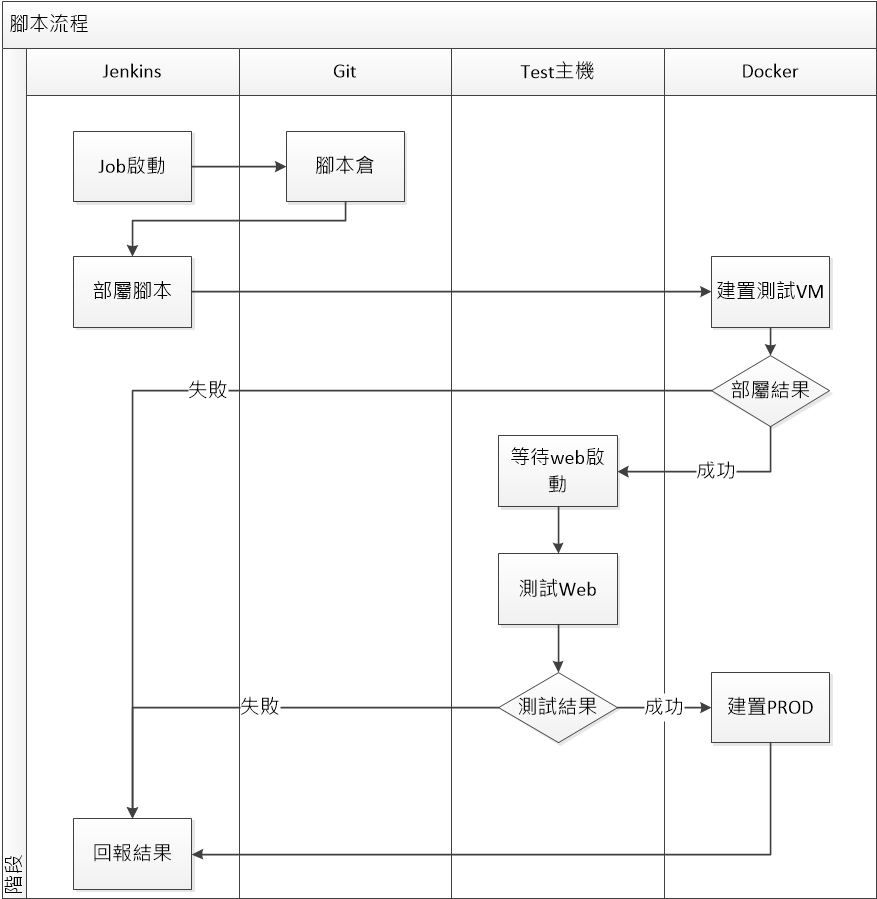 腳本流程
Jenkins
Git
Test主機
Docker
Job啟動
腳本倉
部屬腳本
建置測試VM
失敗
部屬結果
等待web啟
動
成功
測試Web
失敗
測試結果
成功
建置PROD
回報結果
階段